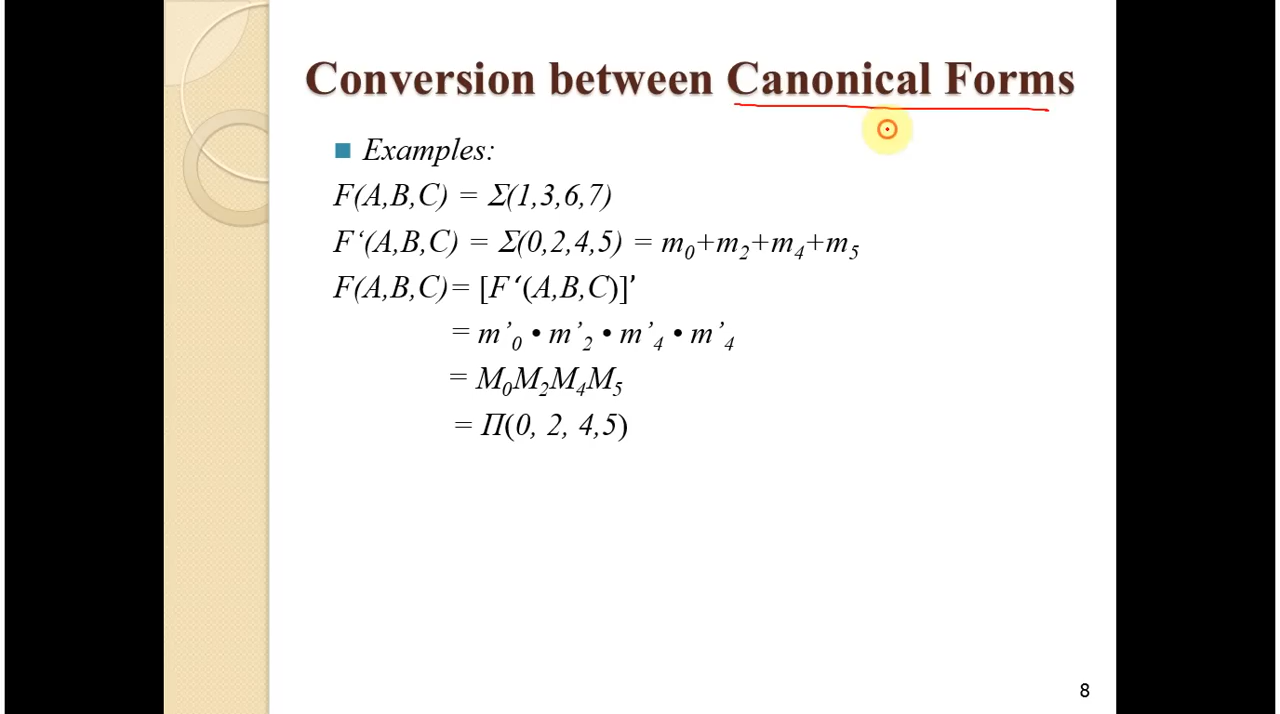 Conversion between Canonical Forms
Examples:
F(A,B,C) = Σ(1,3,6,7)
F‘(A,B,C) = Σ(0,2,4,5) = m₀+m₂+m₄+m₅
F(A,B,C)= [F‘(A,B,C)]’
= m’₀ • m’₂ • m’₄ • m’₄
= M₀M₂M₄M₅
= Π(0, 2, 4,5)
8